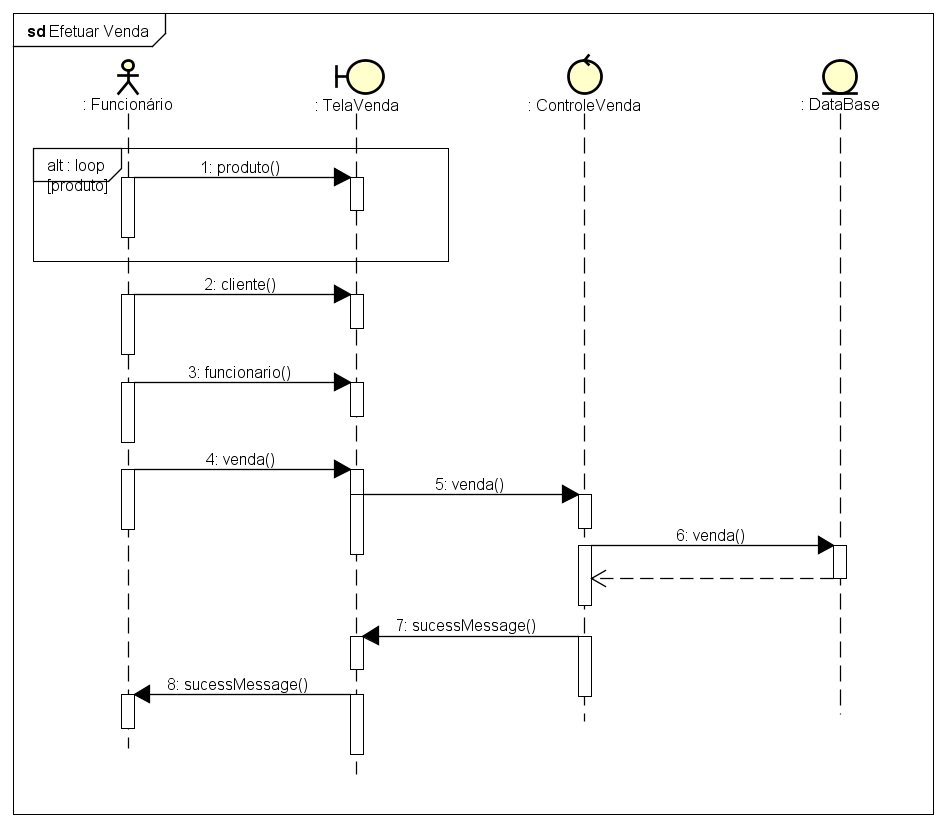 sd Efetuar Venda
: Funcionário
: TelaVenda
: ControleVenda
: DataBase
alt : loop
[produto]
1: produto()
2: cliente()
3: funcionario()
4: venda()
5: venda()
6: venda()
7: sucessMessage()
8: sucessMessage()